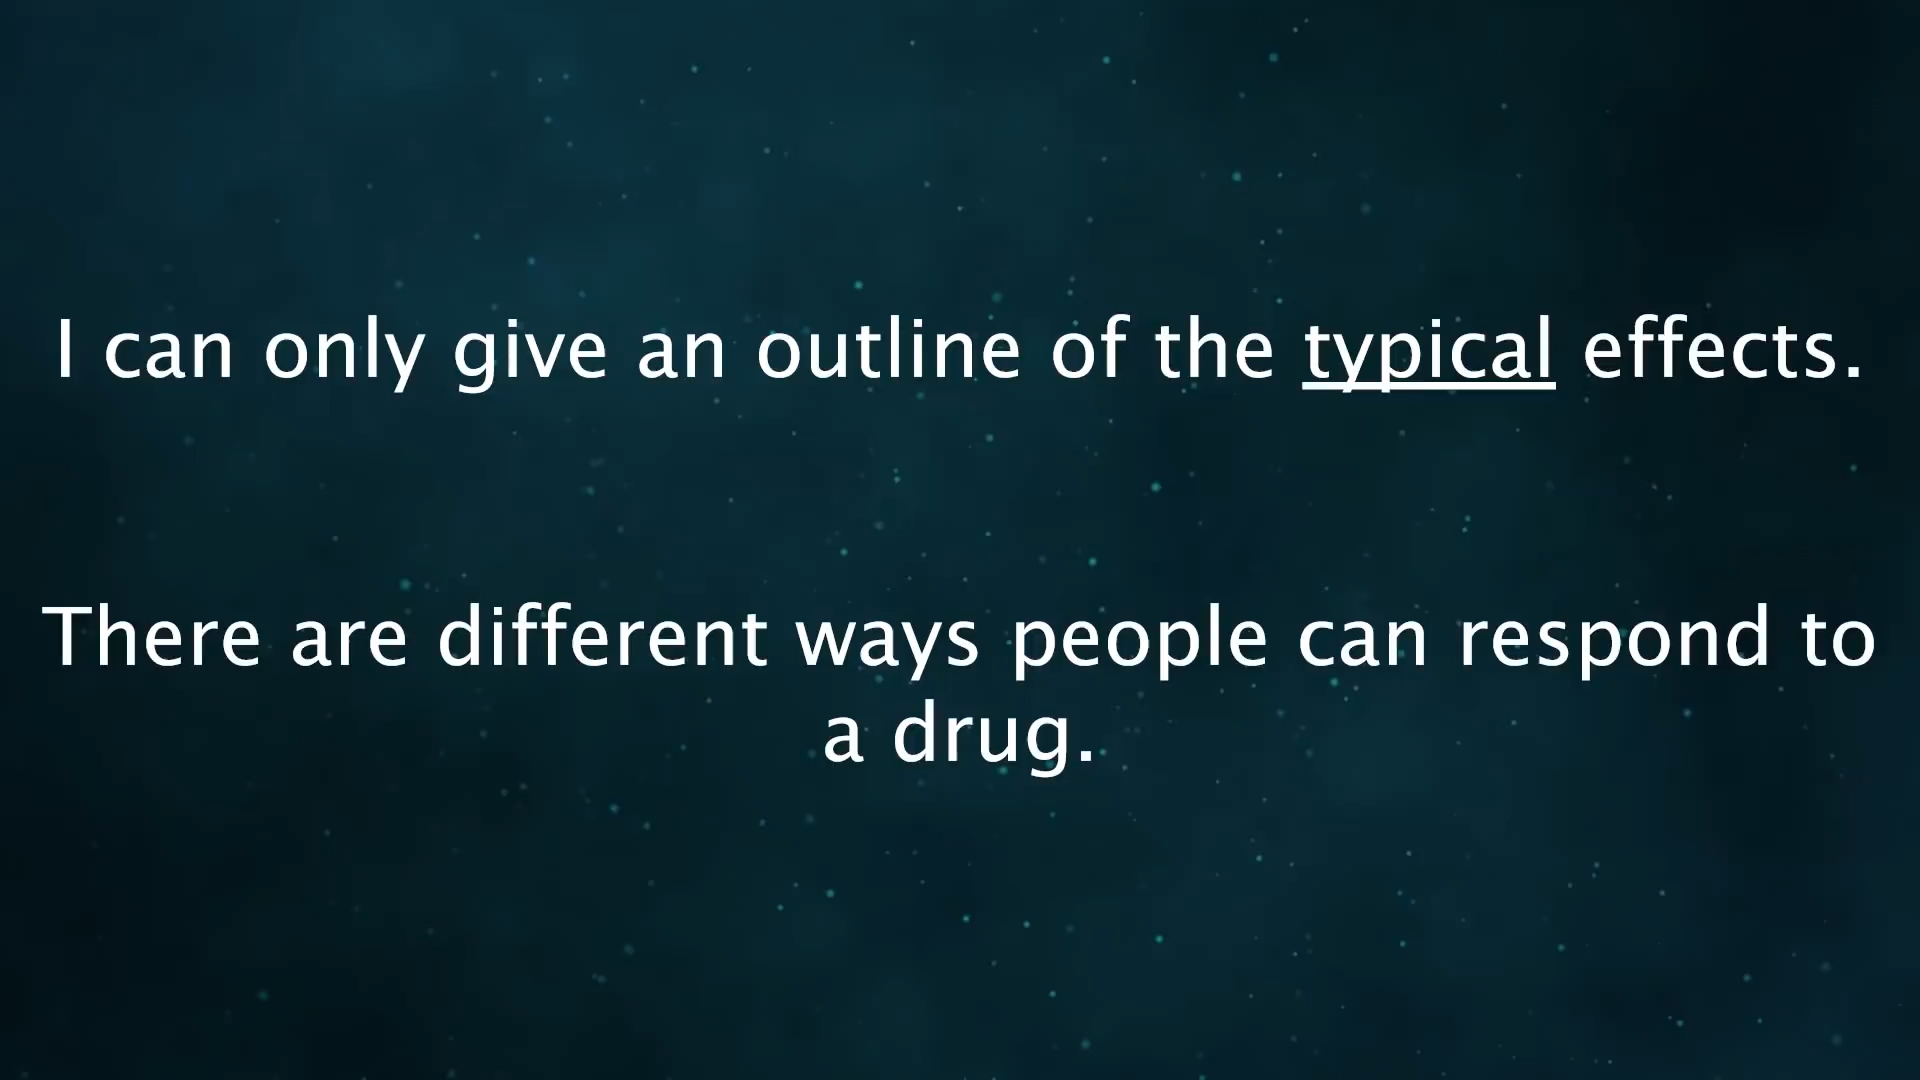 I can only give an outline of the typical effects.
There are different ways people can respond to
a drug.